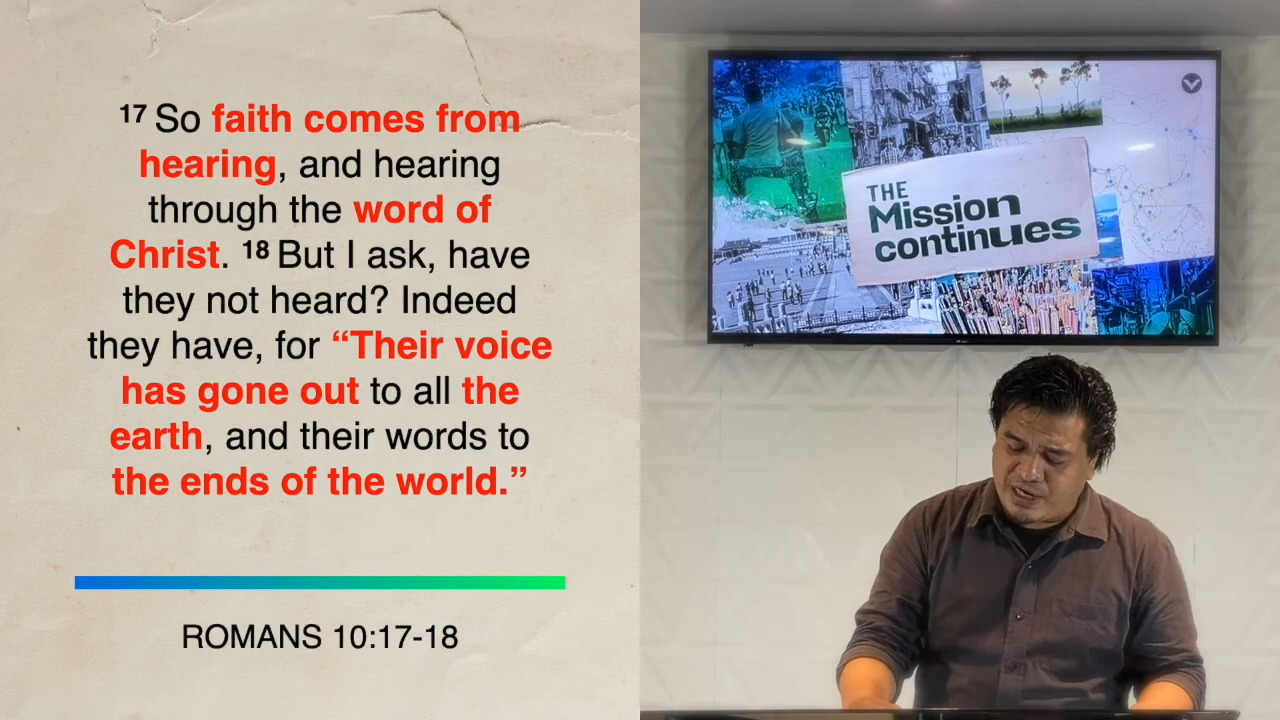 17 So faith comes from
hearing, and hearing
through the word of
Christ. 18 But I ask, have
they not heard? Indeed
they have, for “Their voice
has gone out to all the
earth, and their words to
the ends of the world.”
ROMANS 10:17-18
THE
Mission
continues